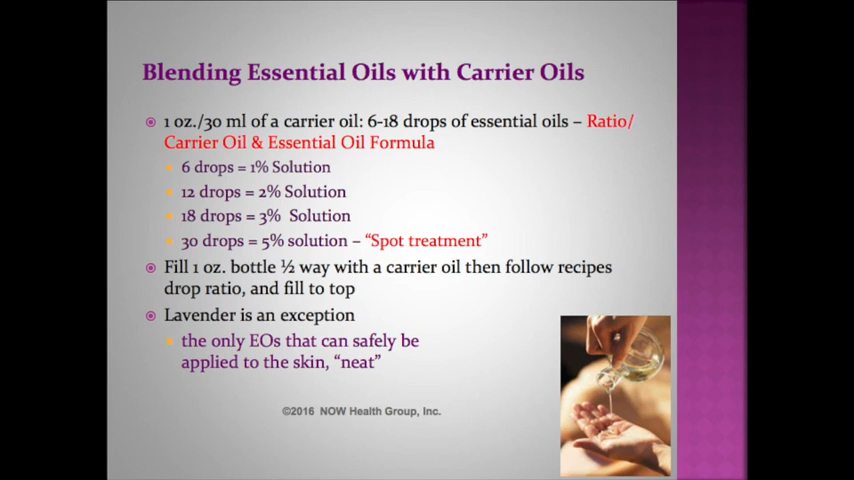 Blending Essential Oils with Carrier Oils
1 oz./30 ml of a carrier oil: 6-18 drops of essential oils – Ratio/
Carrier Oil & Essential Oil Formula
6 drops = 1% Solution
12 drops = 2% Solution
18 drops = 3% Solution
30 drops = 5% solution – “Spot treatment”
Fill 1 oz. bottle ½ way with a carrier oil then follow recipes
drop ratio, and fill to top
Lavender is an exception
the only EOs that can safely be
applied to the skin, “neat”
©2016 NOW Health Group, Inc.